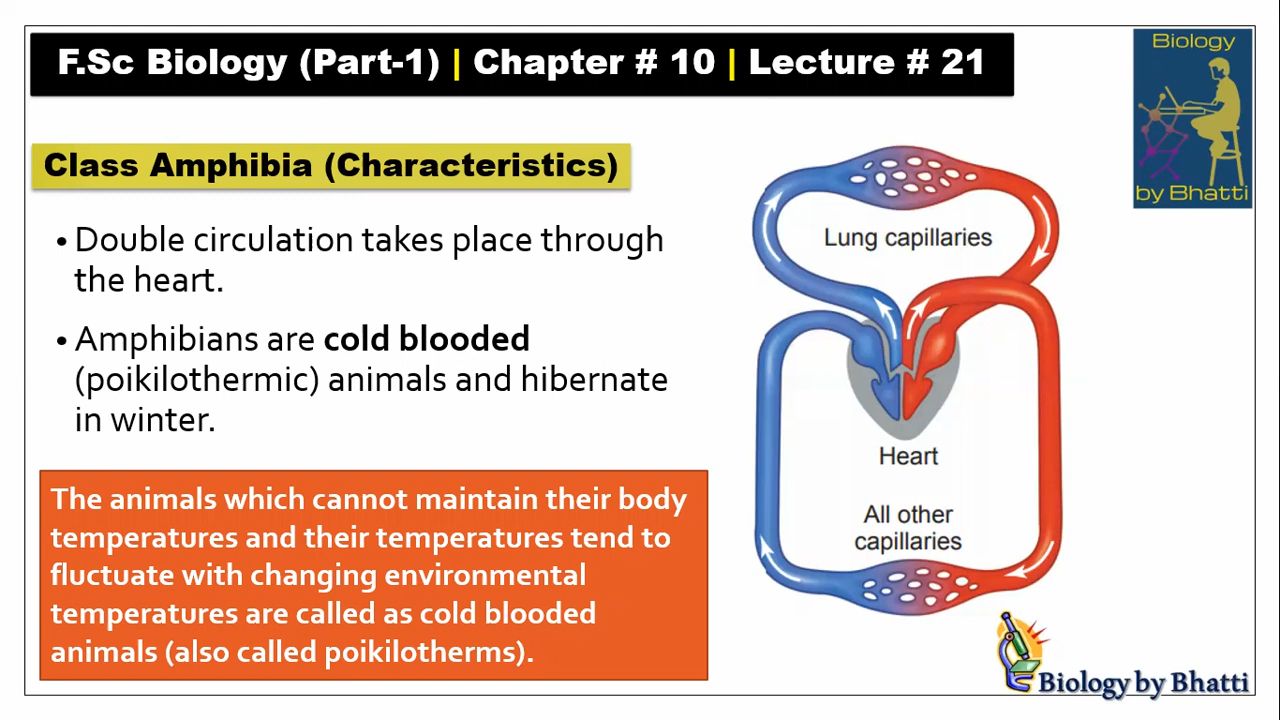 F.Sc Biology (Part-1) | Chapter # 10 | Lecture # 21
Biology
by Bhatti
Class Amphibia (Characteristics)
• Double circulation takes place through
the heart.
• Amphibians are cold blooded
(poikilothermic) animals and hibernate
in winter.
The animals which cannot maintain their body
temperatures and their temperatures tend to
fluctuate with changing environmental
temperatures are called as cold blooded
animals (also called poikilotherms).
Lung capillaries
Heart
All other
capillaries
Biology by Bhatti